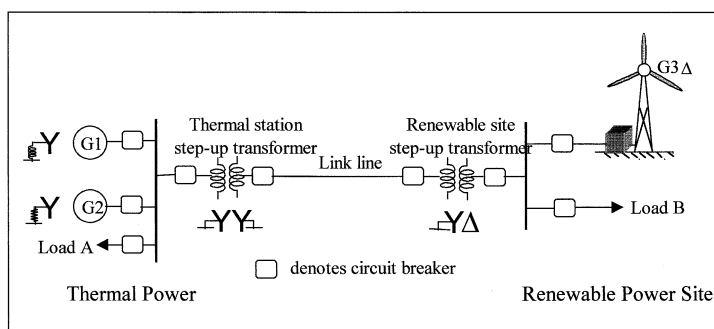 G3Δ
Thermal station
step-up transformer
Renewable site
step-up transformer
Link line
G1
G2
Load A
YY
YΔ
Load B
denotes circuit breaker
Thermal Power
Renewable Power Site
Y
Y